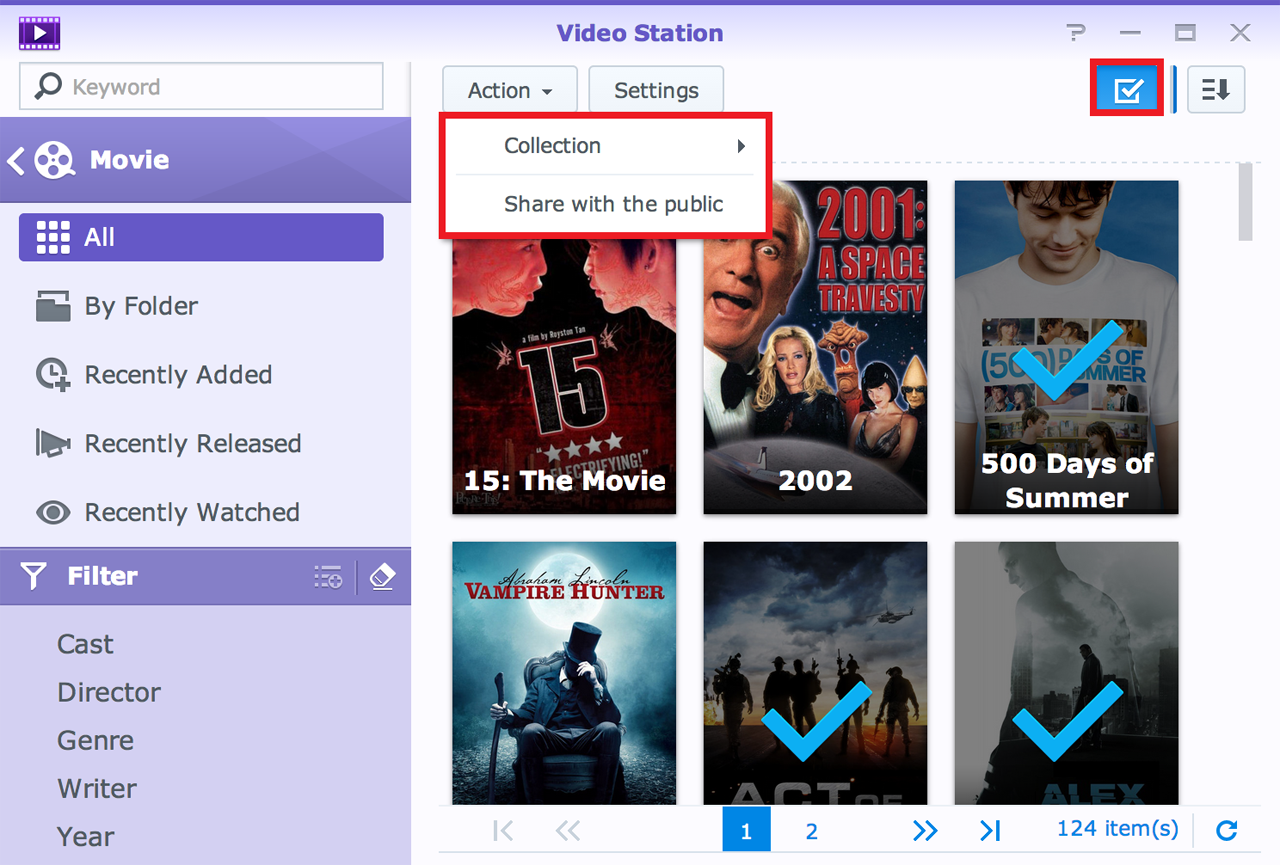 Video Station
Keyword
Action
Settings
Movie
Collection
Share with the public
All
By Folder
Recently Added
Recently Released
Recently Watched
Filter
Cast
Director
Genre
Writer
Year
a film by Royston Tan
15
"ELECTRIFYING!"
15: The Movie
2001:
A SPACE
TRAVESTY
2002
(500) DAYS OF
SUMMER
500 Days of
Summer
Abraham Lincoln
VAMPIRE HUNTER
ACT OF
ALEX
1
2
124 item(s)